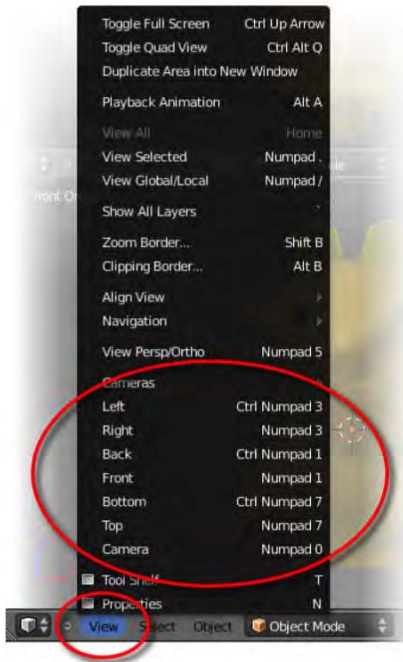 Toggle Full Screen Ctrl Up Arrow
Toggle Quad View Ctrl Alt Q
Duplicate Area into New Window
Playback Animation Alt A
View All Home
View Selected Numpad .
View Global/Local Numpad /
Front
Show All Layers `
Zoom Border... Shift B
Clipping Border... Alt B
Align View
Navigation
View Persp/Ortho Numpad 5
Cameras
Left Ctrl Numpad 3
Right Numpad 3
Back Ctrl Numpad 1
Front Numpad 1
Bottom Ctrl Numpad 7
Top Numpad 7
Camera Numpad 0
Tool Shelf T
Properties N
View Select Object Object Mode